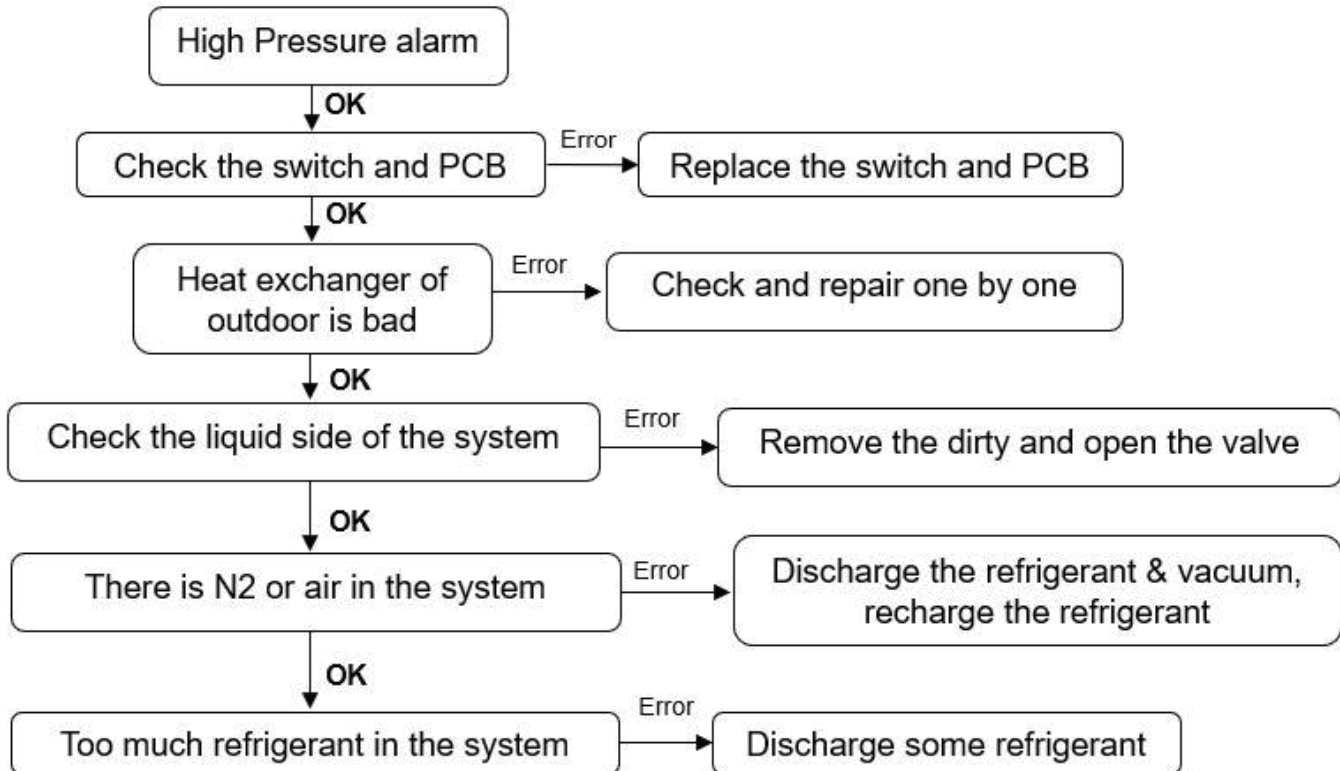 High Pressure alarm
OK
Check the switch and PCB
Error
Replace the switch and PCB
OK
Heat exchanger of
outdoor is bad
Error
Check and repair one by one
OK
Check the liquid side of the system
Error
Remove the dirty and open the valve
OK
There is N2 or air in the system
Error
Discharge the refrigerant & vacuum,
recharge the refrigerant
OK
Too much refrigerant in the system
Error
Discharge some refrigerant